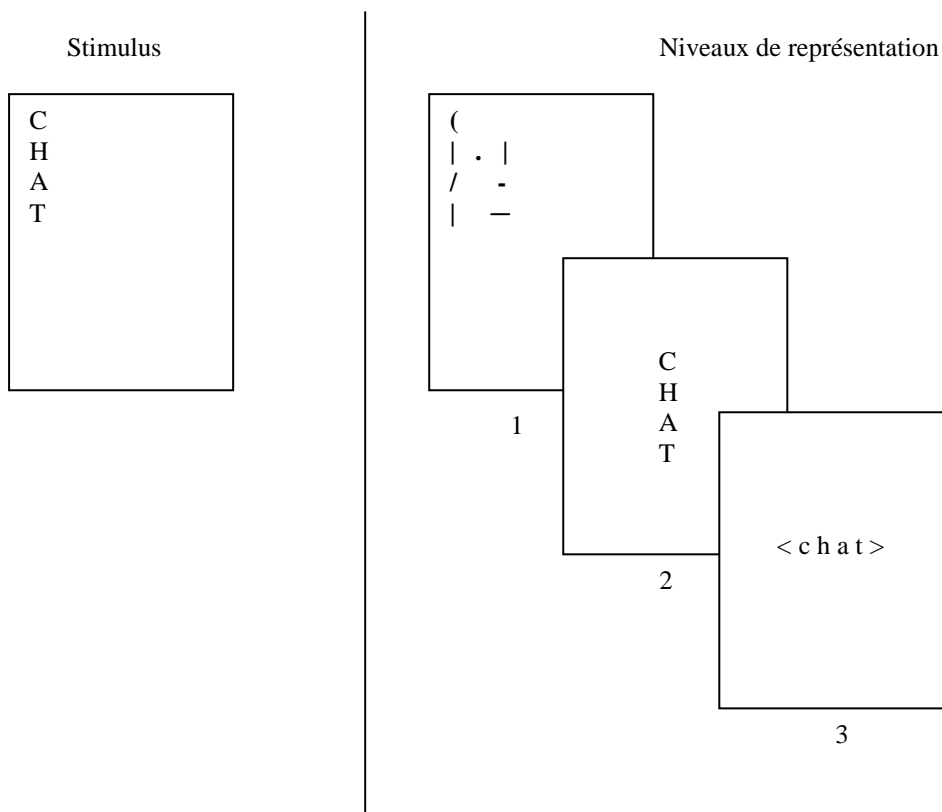 Stimulus
Niveaux de représentation
C
H
A
T
(
| . |
/ -
| —
1
C
H
A
T
2
< c h a t >
3